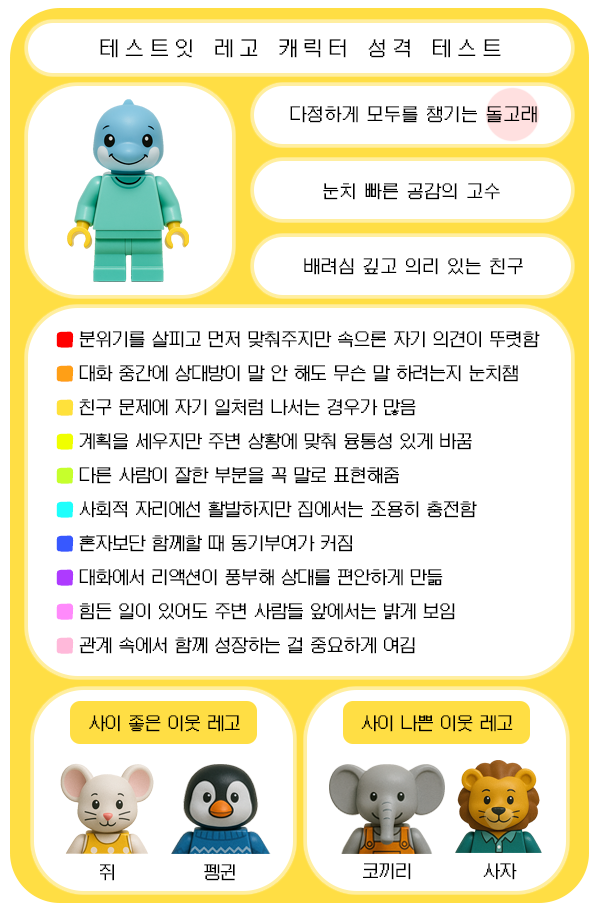 테스트잇 레고 캐릭터 성격 테스트
다정하게 모두를 챙기는 돌고래
눈치 빠른 공감의 고수
배려심 깊고 의리 있는 친구
분위기를 살피고 먼저 맞춰주지만 속으론 자기 의견이 뚜렷함
대화 중간에 상대방이 말 안 해도 무슨 말 하려는지 눈치챔
친구 문제에 자기 일처럼 나서는 경우가 많음
계획을 세우지만 주변 상황에 맞춰 융통성 있게 바꿈
다른 사람이 잘한 부분을 꼭 말로 표현해줌
사회적 자리에선 활발하지만 집에서는 조용히 충전함
혼자보단 함께할 때 동기부여가 커짐
대화에서 리액션이 풍부해 상대를 편안하게 만듦
힘든 일이 있어도 주변 사람들 앞에서는 밝게 보임
관계 속에서 함께 성장하는 걸 중요하게 여김
사이 좋은 이웃 레고
사이 나쁜 이웃 레고
쥐
펭귄
코끼리
사자